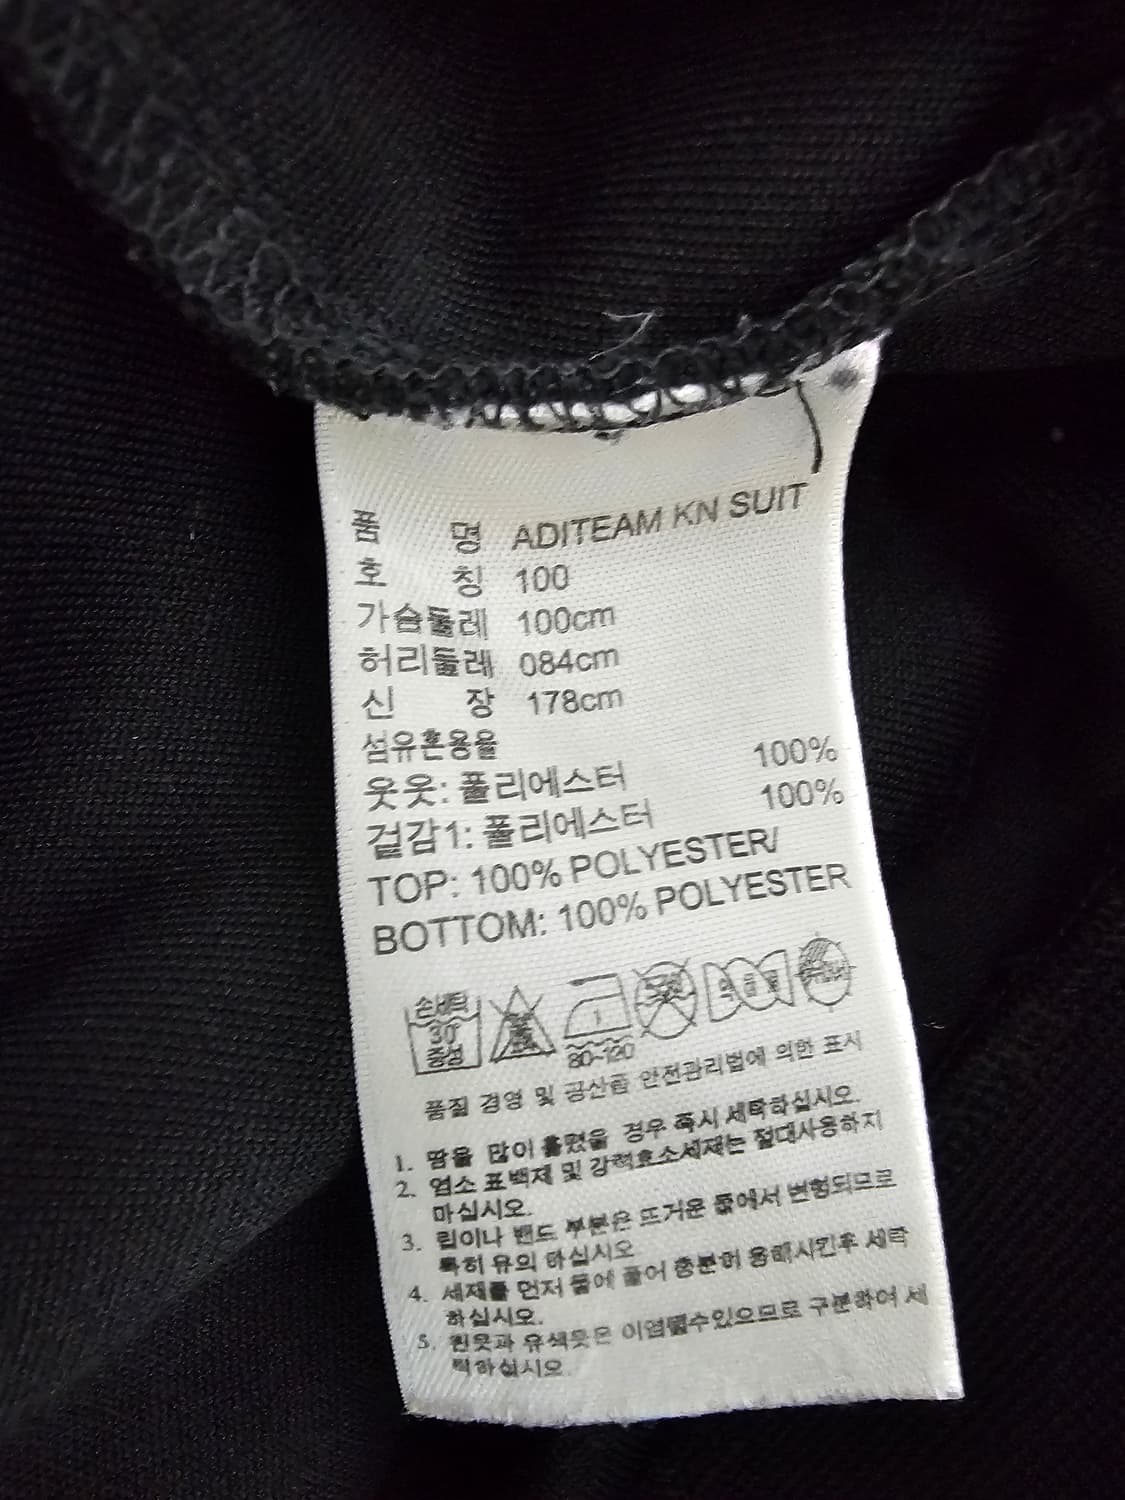 품 명 ADITEAM KN SUIT
호 칭 100
가슴둘레 100cm
허리둘레 084cm
신 장 178cm
섬유혼용율
웃옷: 폴리에스터 100%
겉감1: 폴리에스터 100%
TOP: 100% POLYESTER/
BOTTOM: 100% POLYESTER
손세탁
30
중성
80~120
품질 경영 및 공산품 안전관리법에 의한 표시
1. 땀을 많이 흘렸을 경우 즉시 세탁하십시오.
2. 염소 표백제 및 강력효소세제는 절대사용하지
마십시오.
3. 립이나 밴드 부분은 뜨거운 물에서 변형되므로
특히 유의 하십시오
4. 세제를 먼저 물에 풀어 충분히 용해시킨후 세탁
하십시오.
5. 흰옷과 유색옷은 이염될수있으므로 구분하여 세
탁하십시오.